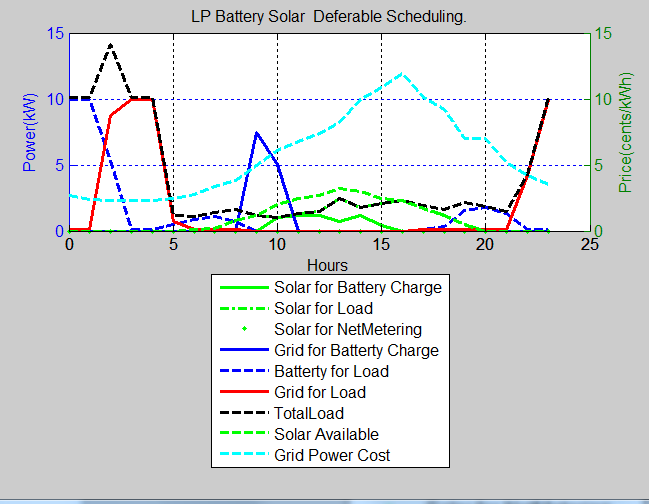 LP Battery Solar Deferable Scheduling.
15 15
10 10
5 5
0 0
Power(kW)
Price(cents/kWh)
0 5 10 15 20 25
Hours
Solar for Battery Charge
Solar for Load
Solar for NetMetering
Grid for Batterty Charge
Batterty for Load
Grid for Load
TotalLoad
Solar Available
Grid Power Cost